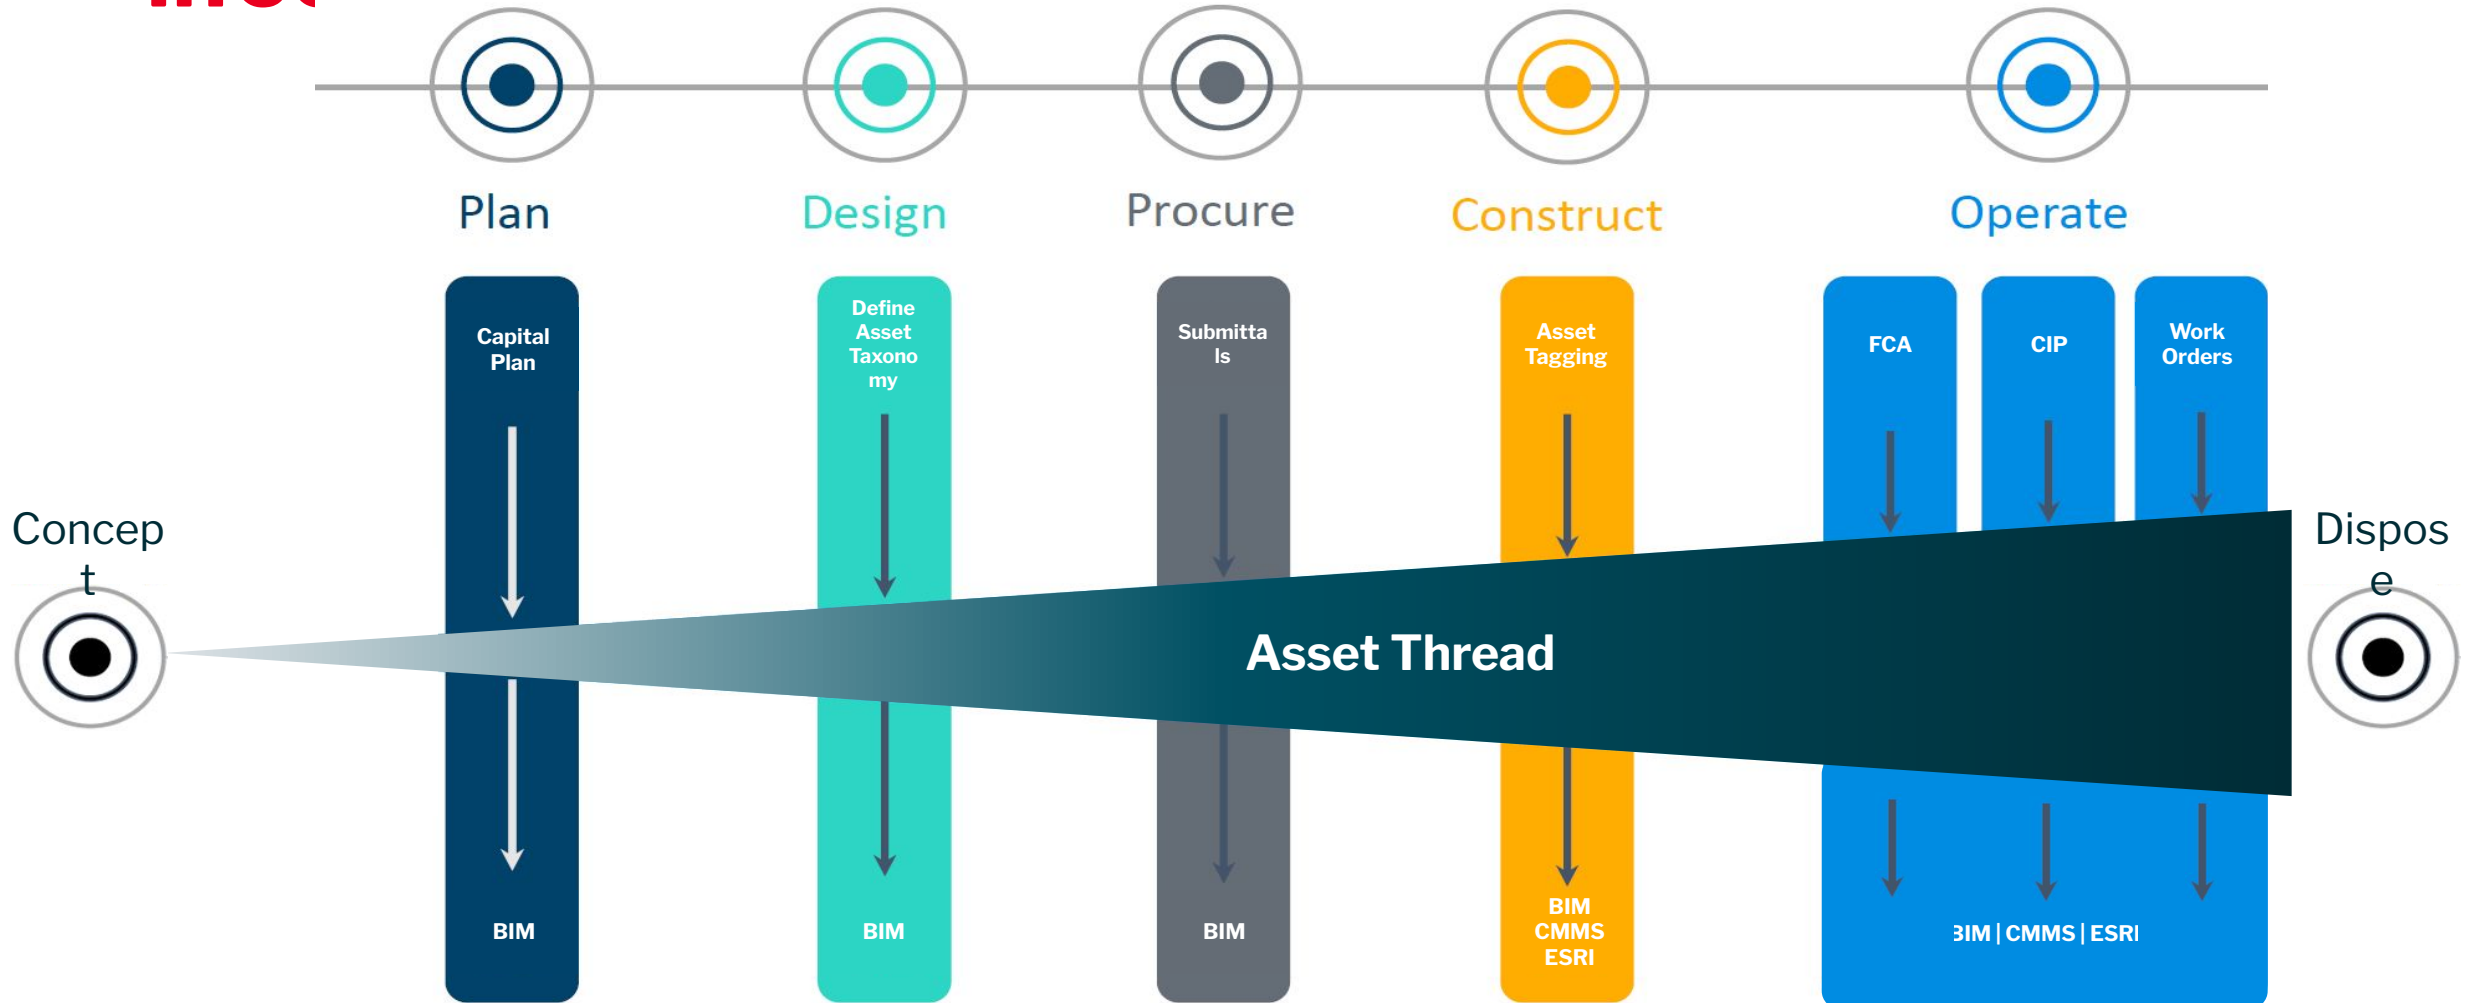 Plan
Design
Procure
Construct
Operate
Capital
Plan
Define
Asset
Taxono
my
Submitta
ls
Asset
Tagging
FCA
CIP
Work
Orders
Concep
t
Dispos
e
Asset Thread
BIM
BIM
BIM
BIM
CMMS
ESRI
BIM | CMMS | ESRI